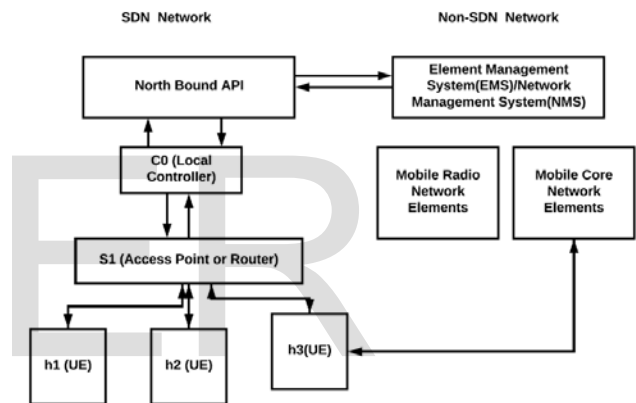 SDN Network
Non-SDN Network
North Bound API
Element Management
System(EMS)/Network
Management System(NMS)
C0 (Local
Controller)
Mobile Radio
Network
Elements
Mobile Core
Network
Elements
S1 (Access Point or Router)
h1 (UE)
h2 (UE)
h3(UE)
ER